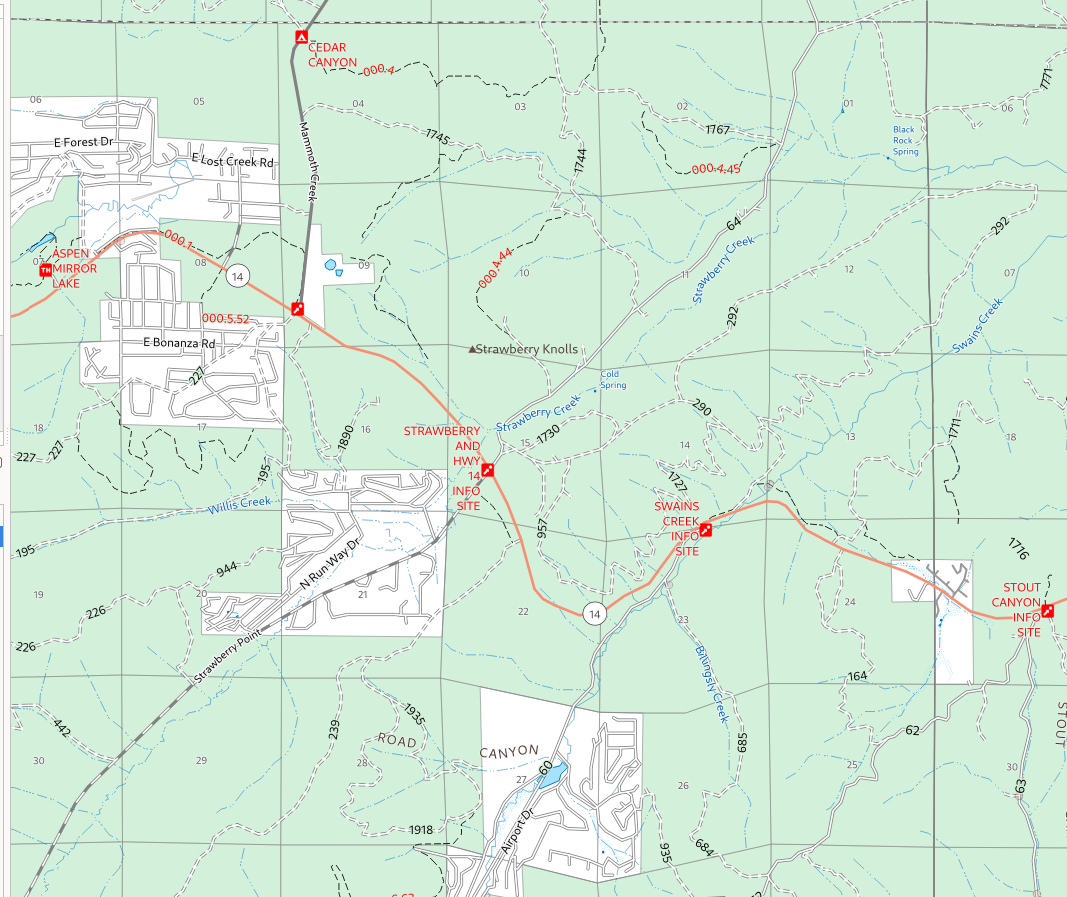 CEDAR
CANYON
000.4
1771
06
05
04
03
02
01
06
E Forest Dr
E Lost Creek Rd
Mammoth Creek
1745
1744
1767
000.4.45
Black
Rock
Spring
000.1
ASPEN
MIRROR
LAKE
TH
07
08
14
09
000.4.44
10
64
Strawberry Creek
11
12
292
292
07
Swains Creek
000.5.52
E Bonanza Rd
227
Strawberry Knolls
Cold
Spring
Strawberry Creek
290
1730
18
227
227
17
195
1890
16
STRAWBERRY
AND
HWY
14
INFO
SITE
15
14
13
1711
18
1727
SWAINS
CREEK
INFO
SITE
Willis Creek
195
944
N Run Way Dr
957
1716
STOUT
CANYON
INFO
SITE
19
226
20
21
22
14
23
24
226
Strawberry Point
Billingsly Creek
164
442
239
1935
ROAD
CANYON
685
62
STOUT
30
29
28
27
60
26
25
30
63
Airport Dr
1918
935
684